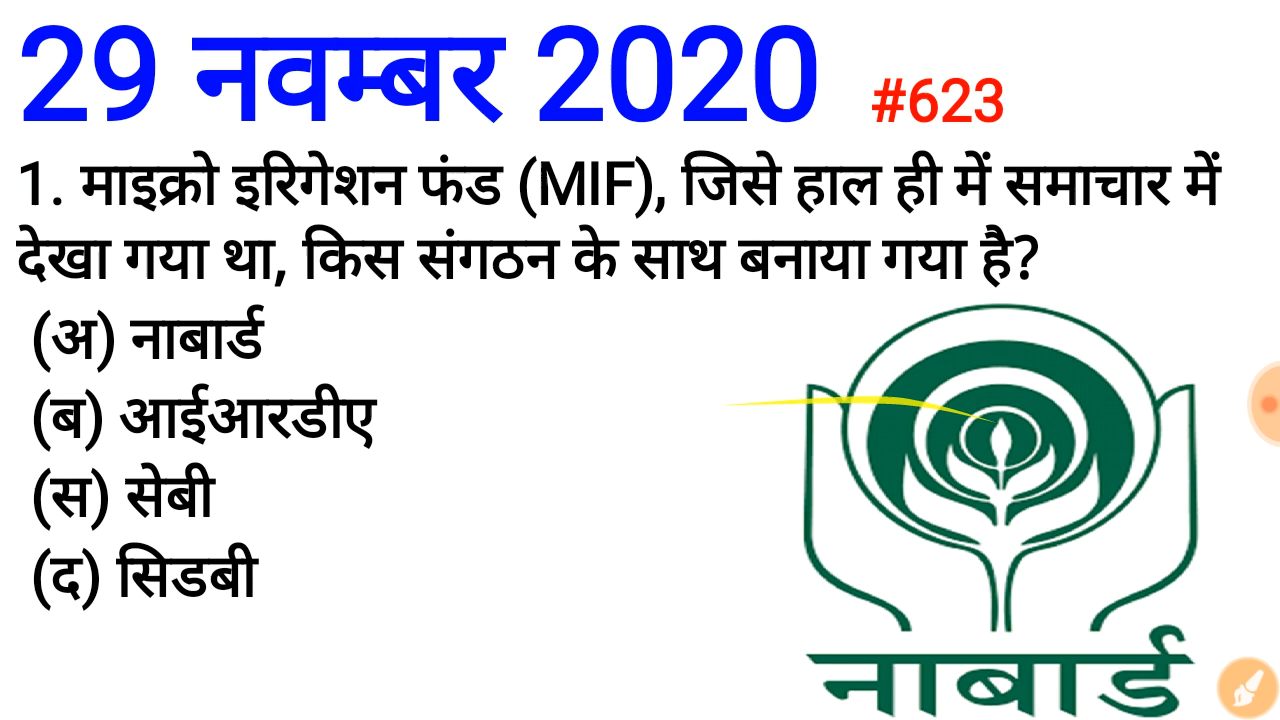 29 नवम्बर 2020 #623
1. माइक्रो इरिगेशन फंड (MIF), जिसे हाल ही में समाचार में
देखा गया था, किस संगठन के साथ बनाया गया है?
(अ) नाबार्ड
(ब) आईआरडीए
(स) सेबी
(द) सिडबी
नाबार्ड